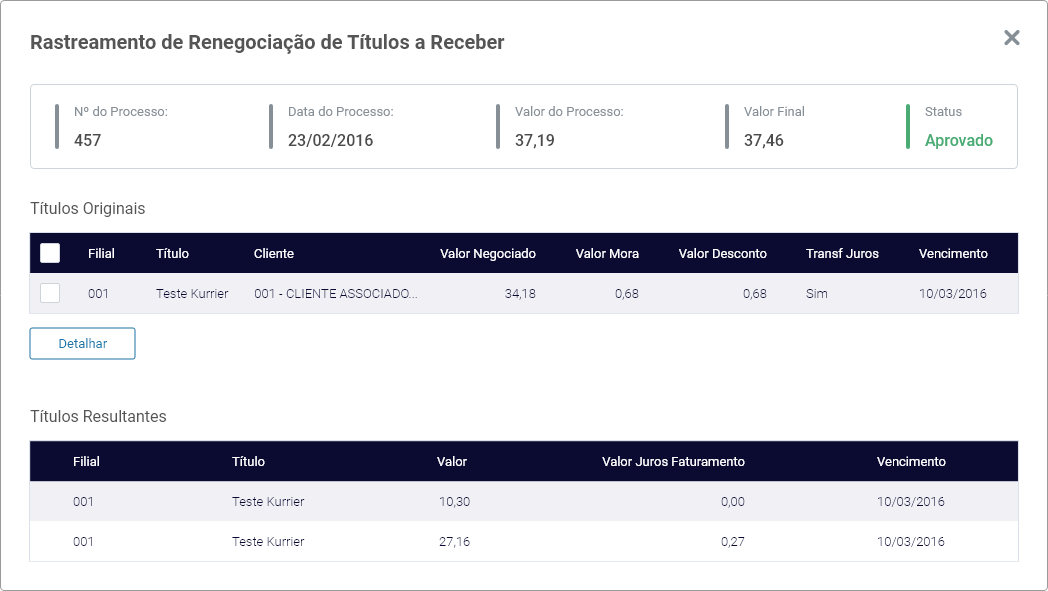 Rastreamento de Renegociação de Títulos a Receber
Nº do Processo: Data do Processo: Valor do Processo: Valor Final Status
457 23/02/2016 37,19 37,46 Aprovado
Títulos Originais
Filial Título Cliente Valor Negociado Valor Mora Valor Desconto Transf Juros Vencimento
001 Teste Kurrier 001 - CLIENTE ASSOCIADO... 34,18 0,68 0,68 Sim 10/03/2016
Detalhar
Títulos Resultantes
Filial Título Valor Valor Juros Faturamento Vencimento
001 Teste Kurrier 10,30 0,00 10/03/2016
001 Teste Kurrier 27,16 0,27 10/03/2016